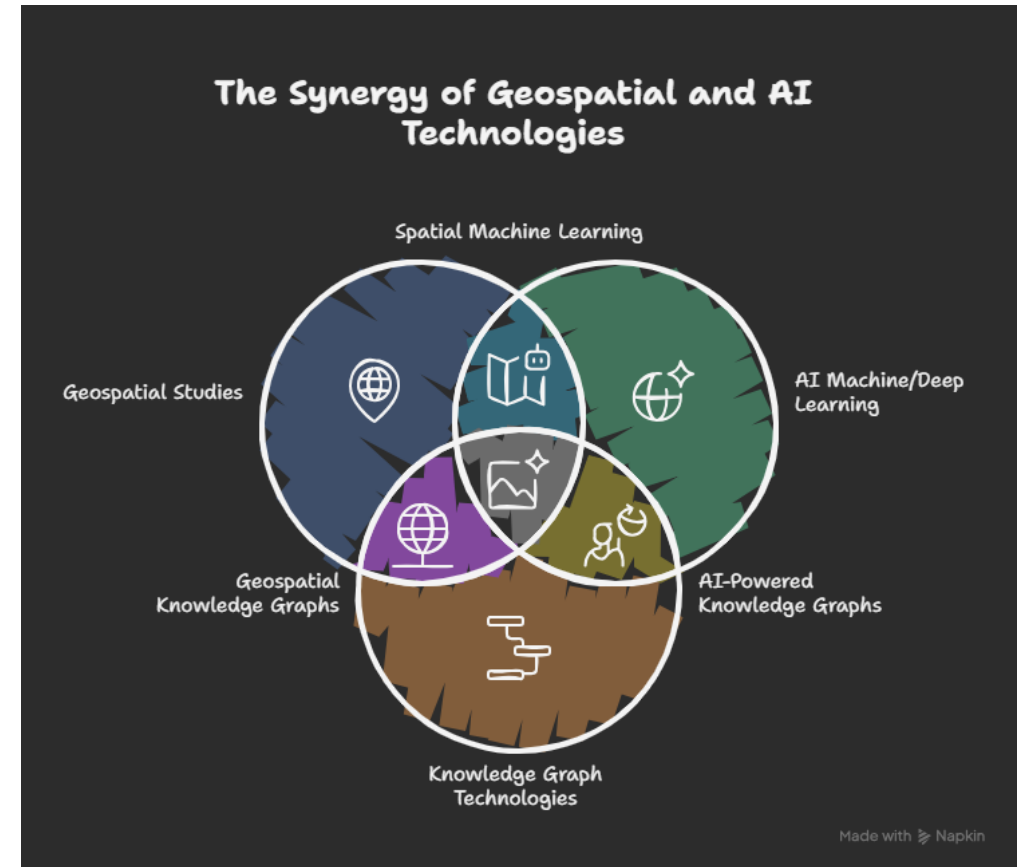 The Synergy of Geospatial and AI
Technologies
Spatial Machine Learning
Geospatial Studies
AI Machine/Deep
Learning
Geospatial
Knowledge Graphs
AI-Powered
Knowledge Graphs
Knowledge Graph
Technologies
Made with Napkin